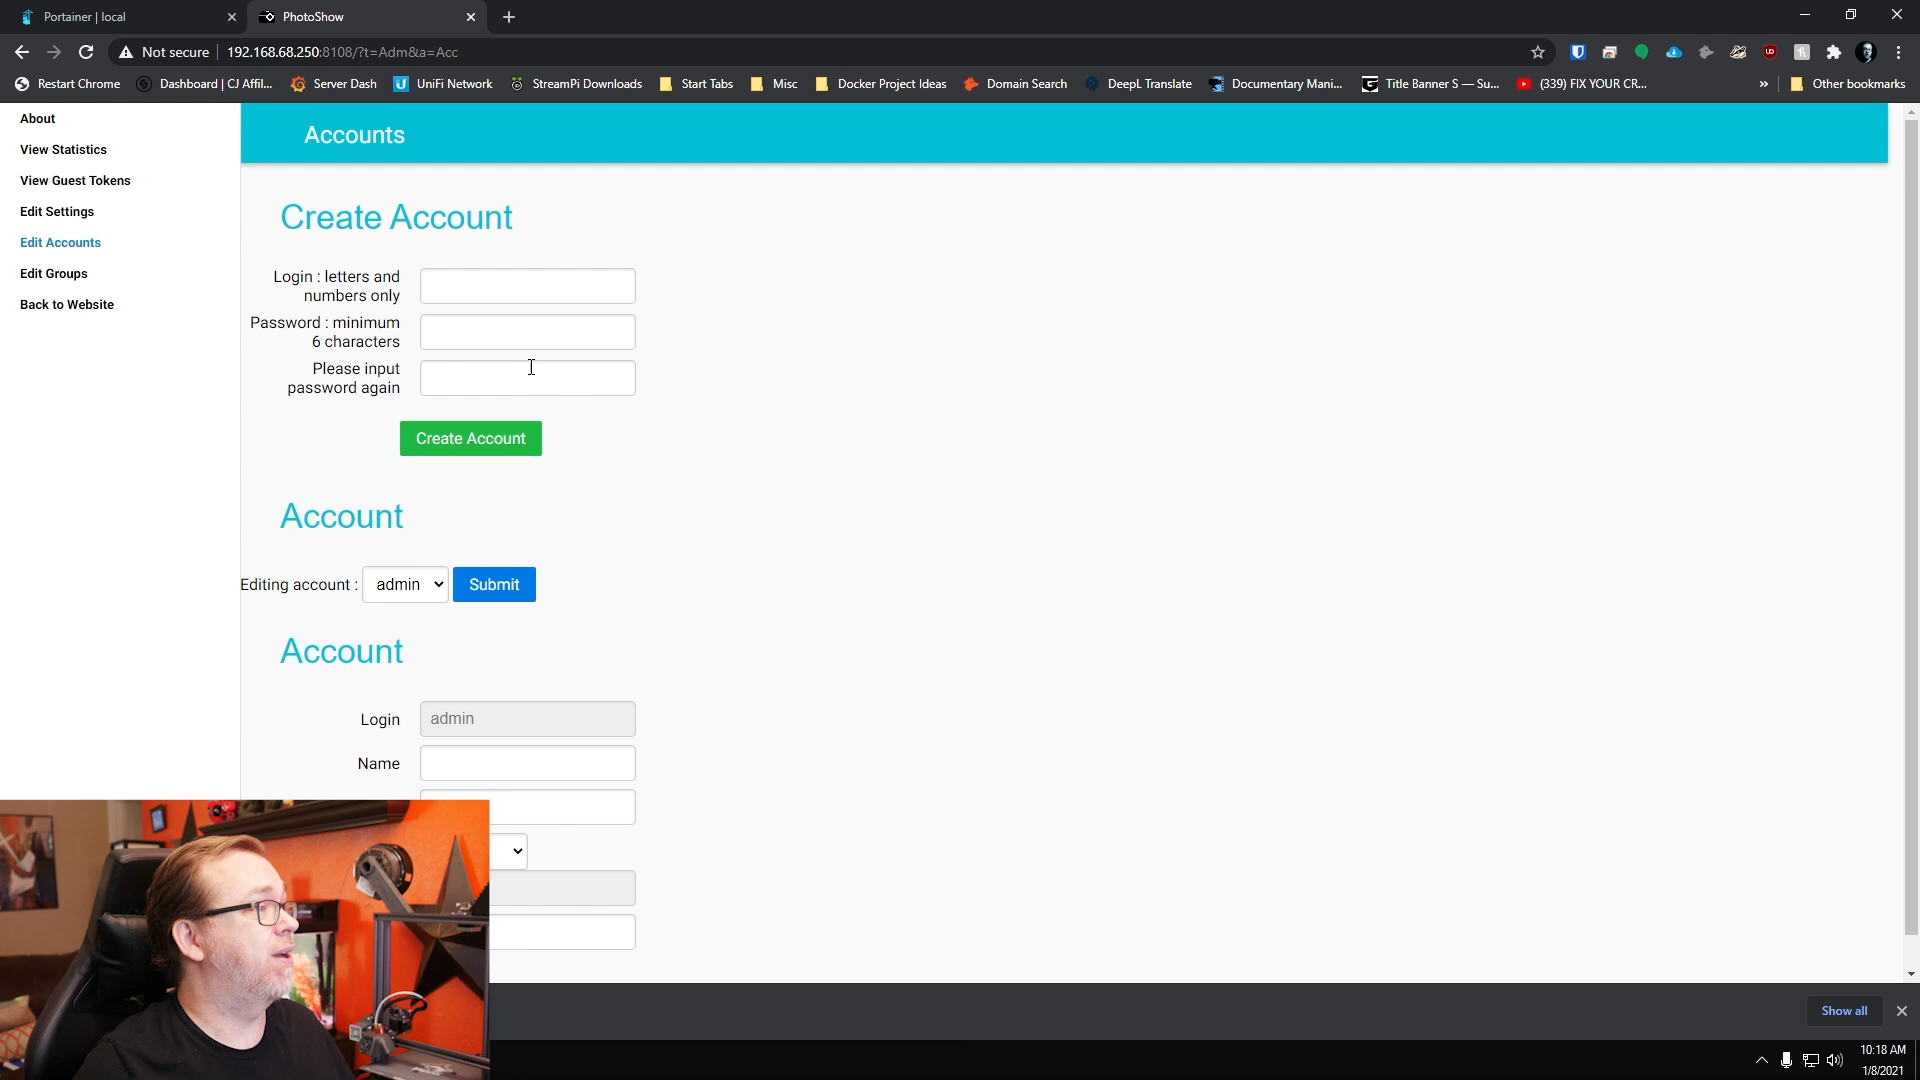 Portainer | local
PhotoShow
Not secure
192.168.68.250:8108/?t=Adm&a=Acc
Restart Chrome
Dashboard | CJ Affil...
Server Dash
UniFi Network
StreamPi Downloads
Start Tabs
Misc
Docker Project Ideas
Domain Search
DeepL Translate
Documentary Mani...
Title Banner S — Su...
(339) FIX YOUR CR...
»
Other bookmarks
About
View Statistics
View Guest Tokens
Edit Settings
Edit Accounts
Edit Groups
Back to Website
Accounts
Create Account
Login : letters and
numbers only
Password : minimum
6 characters
Please input
password again
Create Account
Account
Editing account :
admin
Submit
Account
Login
admin
Name
Show all
10:18 AM
1/8/2021